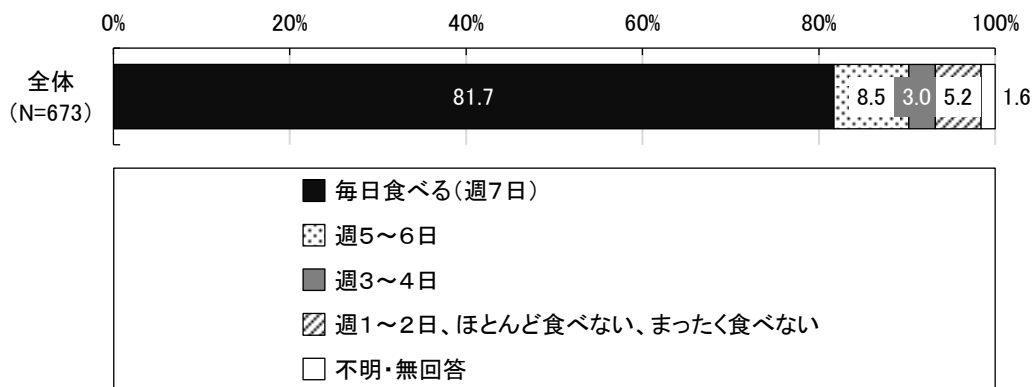 0% 20% 40% 60% 80% 100%
全体
(N=673)
81.7 8.5 3.0 5.2 1.6
毎日食べる(週7日)
週5～6日
週3～4日
週1～2日、ほとんど食べない、まったく食べない
不明・無回答